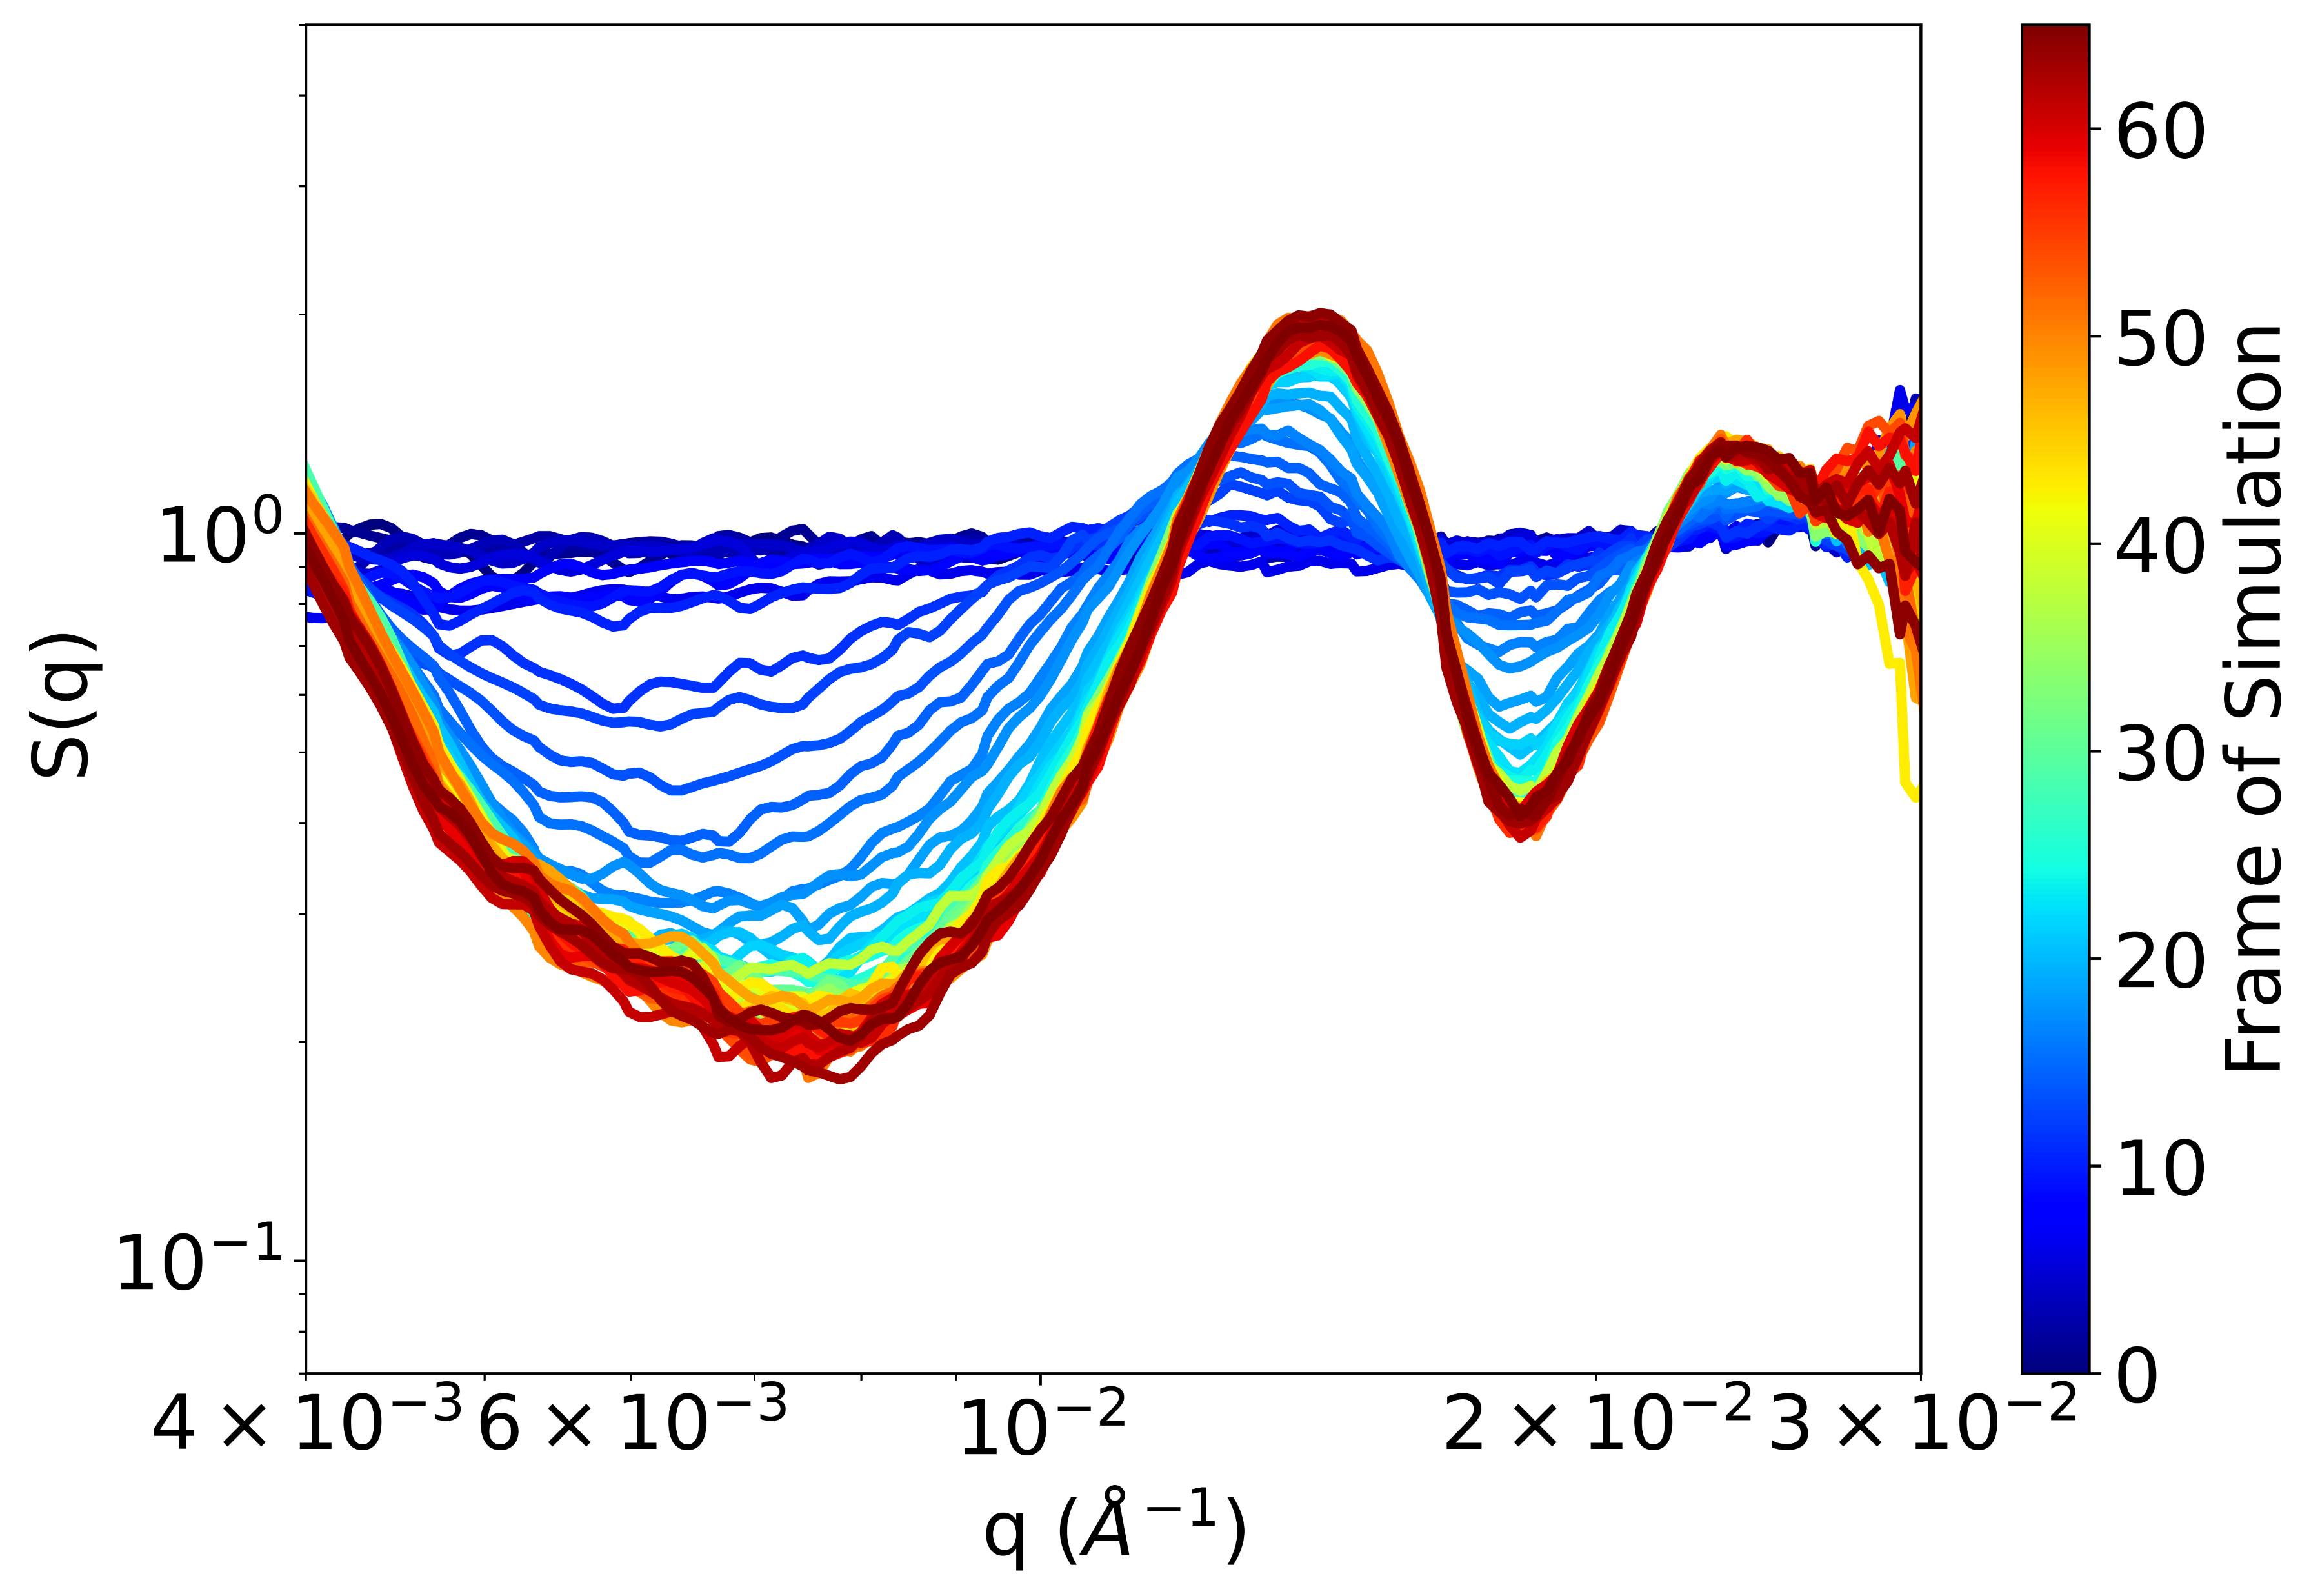 S(q)
10⁰
10⁻¹
4 × 10⁻³
6 × 10⁻³
10⁻²
2 × 10⁻²
3 × 10⁻²
q (Å⁻¹)
60
50
40
30
20
10
0
Frame of Simulation